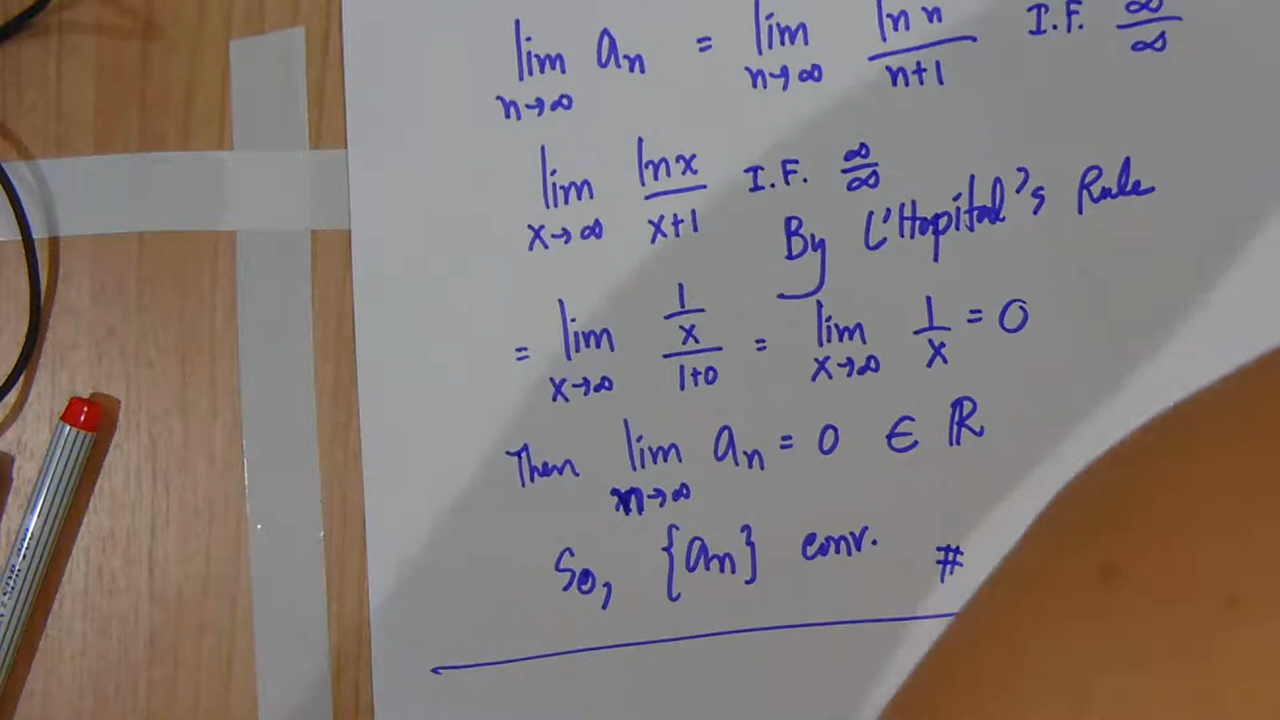 lim n→∞ an = lim n→∞ ln n / n+1 I.F. ∞/∞
lim x→∞ ln x / x+1 I.F. ∞/∞
By L'Hopital's Rule
= lim x→∞ (1/x) / (1+0) = lim x→∞ 1/x = 0
Then lim n→∞ an = 0 ∈ ℝ
So, {an} conv. #